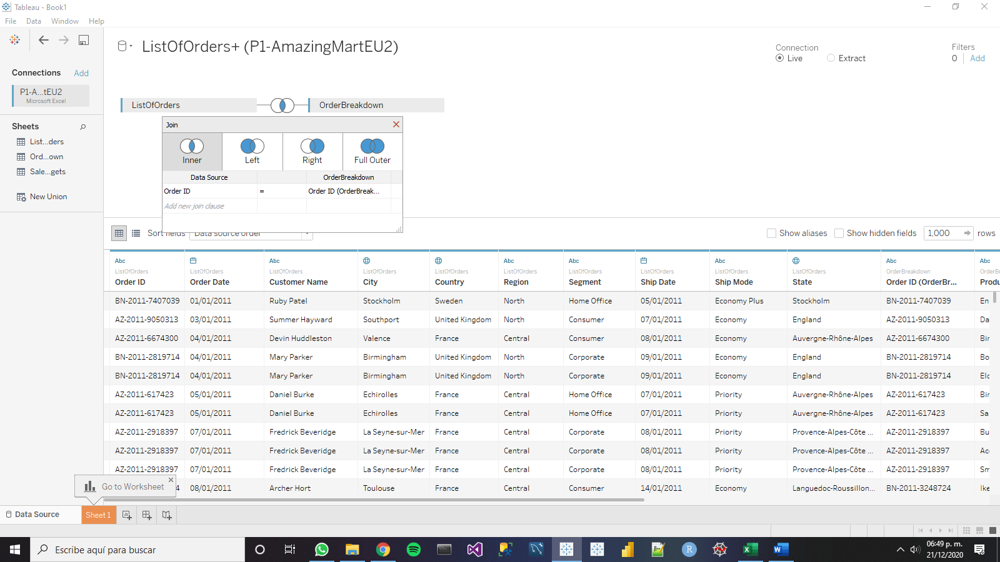 Tableau - Book1
File Data Window Help
ListOfOrders+ (P1-AmazingMartEU2)
Connection
Live Extract
Filters
0 Add
Connections Add
P1-A...tEU2
Microsoft Excel
Sheets
List...ders
Ord...own
Sale...gets
New Union
ListOfOrders OrderBreakdown
Join
Inner Left Right Full Outer
Data Source OrderBreakdown
Order ID = Order ID (OrderBreak...
Add new join clause
Sort fields Data source order
Show aliases Show hidden fields 1,000 rows
Abc Abc Abc Abc Abc Abc Abc
ListOfOrders ListOfOrders ListOfOrders ListOfOrders ListOfOrders ListOfOrders ListOfOrders ListOfOrders ListOfOrders ListOfOrders OrderBreakdown OrderBr
Order ID Order Date Customer Name City Country Region Segment Ship Date Ship Mode State Order ID (OrderBr... Produ
BN-2011-7407039 01/01/2011 Ruby Patel Stockholm Sweden North Home Office 05/01/2011 Economy Plus Stockholm BN-2011-7407039 En
AZ-2011-9050313 03/01/2011 Summer Hayward Southport United Kingdom North Consumer 07/01/2011 Economy England AZ-2011-9050313 Da
AZ-2011-6674300 04/01/2011 Devin Huddleston Valence France Central Consumer 08/01/2011 Economy Auvergne-Rhône-Alpes AZ-2011-6674300 Bir
BN-2011-2819714 04/01/2011 Mary Parker Birmingham United Kingdom North Corporate 09/01/2011 Economy England BN-2011-2819714 Bo
BN-2011-2819714 04/01/2011 Mary Parker Birmingham United Kingdom North Corporate 09/01/2011 Economy England BN-2011-2819714 Elc
AZ-2011-617423 05/01/2011 Daniel Burke Echirolles France Central Home Office 07/01/2011 Priority Auvergne-Rhône-Alpes AZ-2011-617423 Bir
AZ-2011-617423 05/01/2011 Daniel Burke Echirolles France Central Home Office 07/01/2011 Priority Auvergne-Rhône-Alpes AZ-2011-617423 Sa
AZ-2011-2918397 07/01/2011 Fredrick Beveridge La Seyne-sur-Mer France Central Corporate 08/01/2011 Priority Provence-Alpes-Côte ... AZ-2011-2918397 Bu
AZ-2011-2918397 07/01/2011 Fredrick Beveridge La Seyne-sur-Mer France Central Corporate 08/01/2011 Priority Provence-Alpes-Côte ... AZ-2011-2918397 Acc
AZ-2011-2918397 07/01/2011 Fredrick Beveridge La Seyne-sur-Mer France Central Corporate 08/01/2011 Priority Provence-Alpes-Côte ... AZ-2011-2918397 Sm
4 08/01/2011 Archer Hort Toulouse France Central Consumer 14/01/2011 Economy Languedoc-Roussillon... BN-2011-3248724 Ike
Go to Worksheet
Data Source Sheet 1
Escribe aquí para buscar
06:49 p. m.
21/12/2020